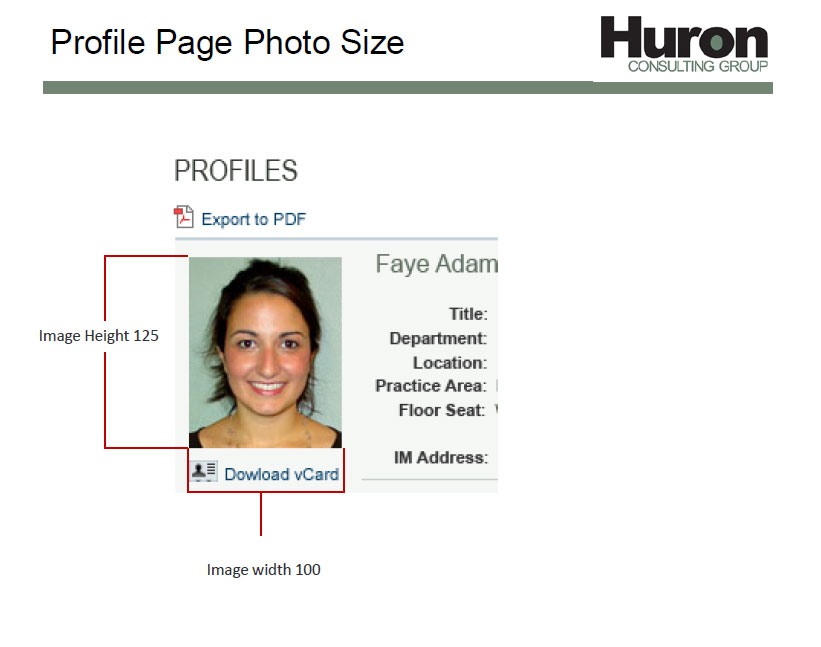 Profile Page Photo Size
Huron
CONSULTING GROUP
PROFILES
Export to PDF
Faye Adam
Title:
Image Height 125
Department:
Location:
Practice Area:
Floor Seat:
IM Address:
Dowload vCard
Image width 100